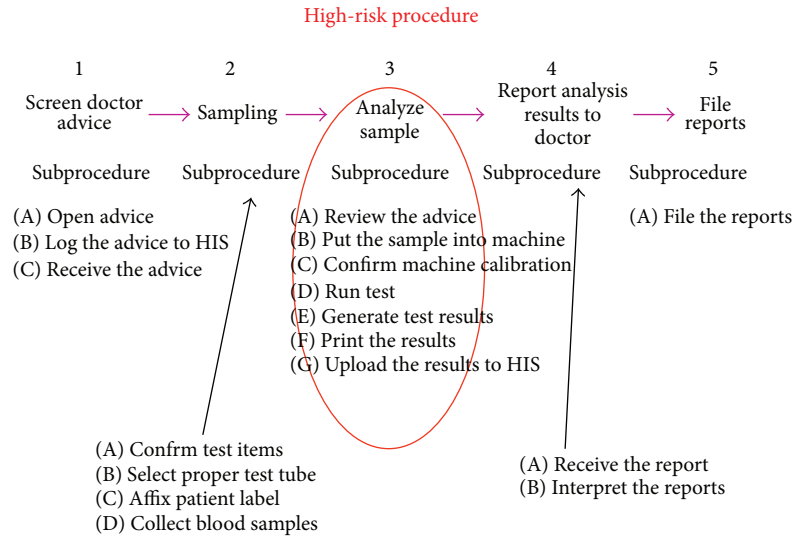 High-risk procedure
1
2
3
4
5
Screen doctor
advice
Sampling
Analyze
sample
Report analysis
results to
doctor
File
reports
Subprocedure
Subprocedure
Subprocedure
Subprocedure
Subprocedure
(A) Open advice
(B) Log the advice to HIS
(C) Receive the advice
(A) Review the advice
(B) Put the sample into machine
(C) Confirm machine calibration
(D) Run test
(E) Generate test results
(F) Print the results
(G) Upload the results to HIS
(A) File the reports
(A) Confrm test items
(B) Select proper test tube
(C) Affix patient label
(D) Collect blood samples
(A) Receive the report
(B) Interpret the reports